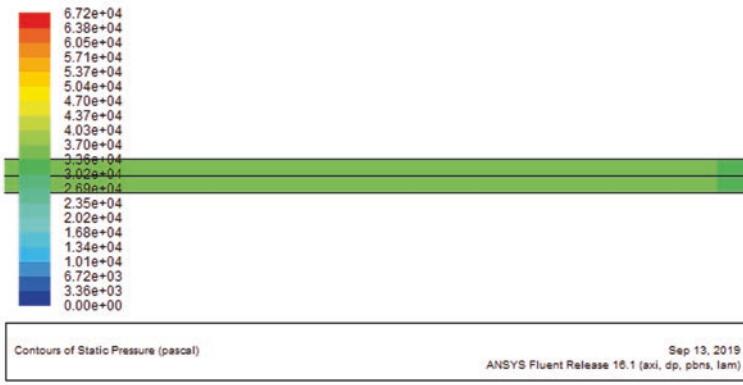 6.72e+04
6.38e+04
6.05e+04
5.71e+04
5.37e+04
5.04e+04
4.70e+04
4.37e+04
4.03e+04
3.70e+04
3.36e+04
3.02e+04
2.69e+04
2.35e+04
2.02e+04
1.68e+04
1.34e+04
1.01e+04
6.72e+03
3.36e+03
0.00e+00
Contours of Static Pressure (pascal)
Sep 13, 2019
ANSYS Fluent Release 16.1 (axi, dp, pbns, lam)